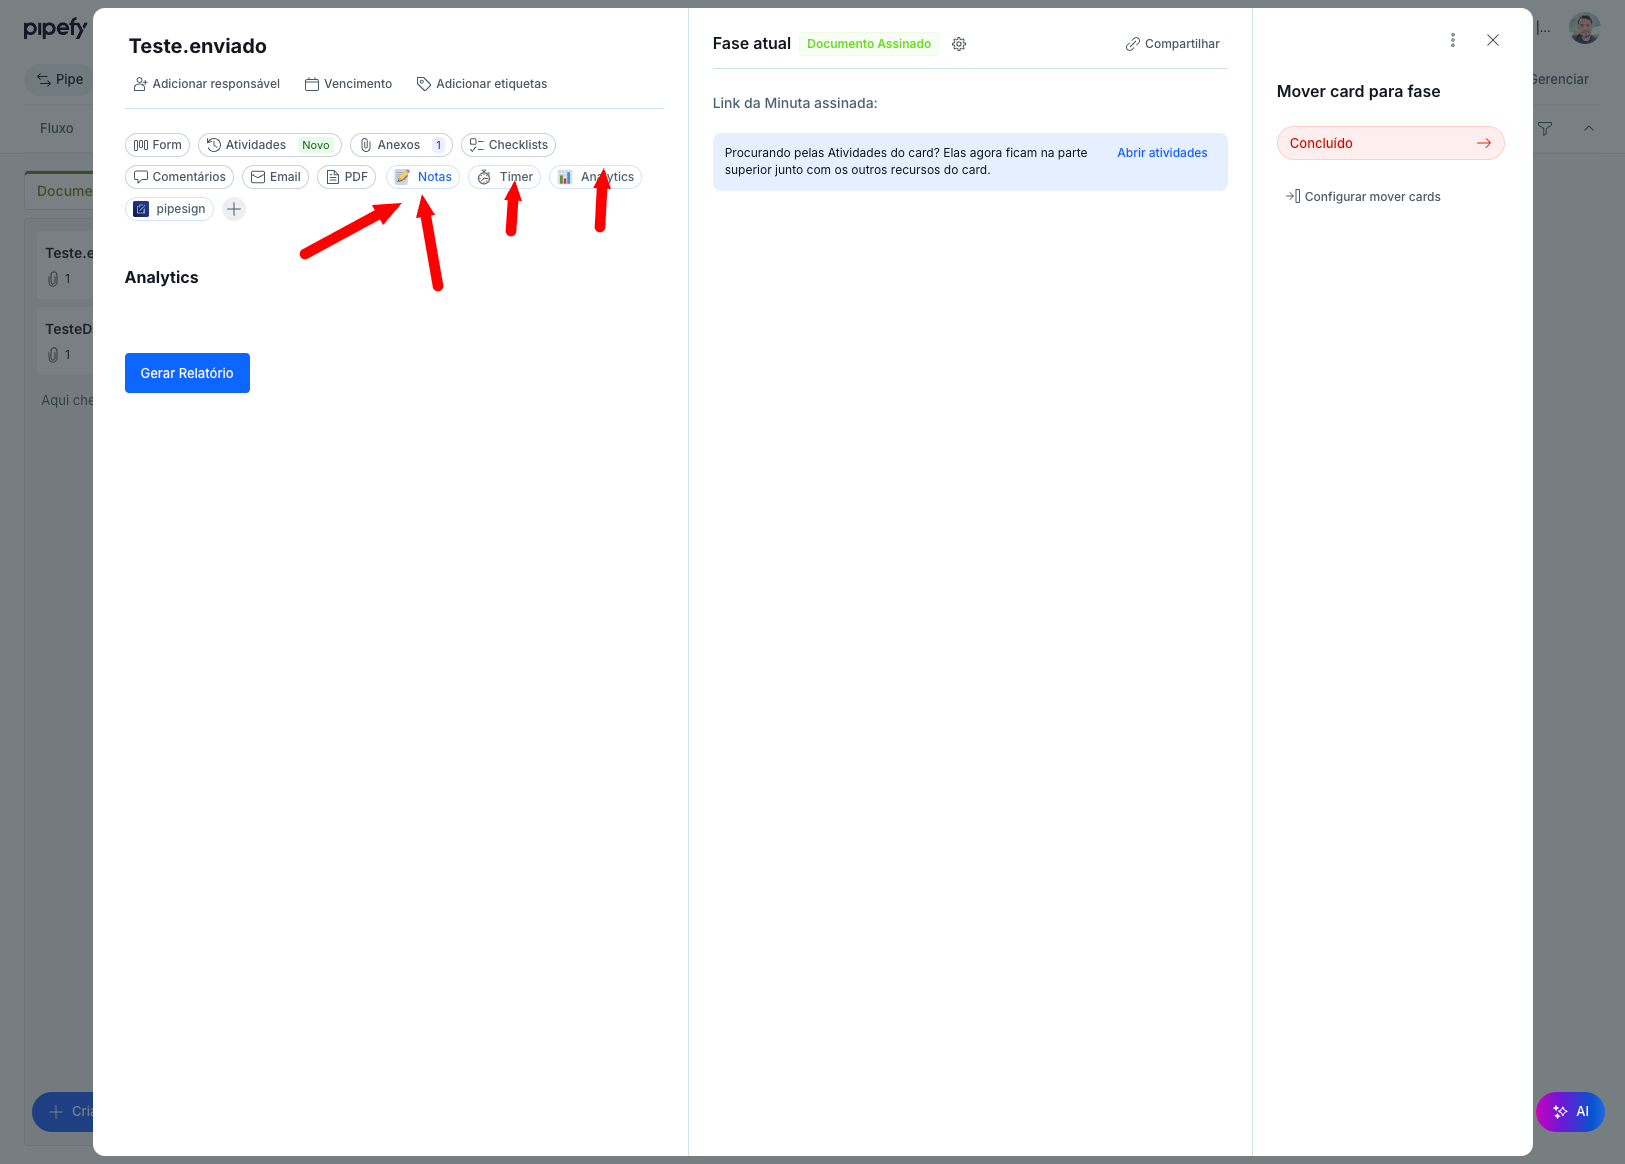 pipefy
Pipe
Fluxo
Docume
Teste.e
1
TesteD
1
Aqui che
Cria
Teste.enviado
Adicionar responsável
Vencimento
Adicionar etiquetas
Form
Atividades Novo
Anexos 1
Checklists
Comentários
Email
PDF
Notas
Timer
Analytics
pipesign
Analytics
Gerar Relatório
Fase atual
Documento Assinado
Compartilhar
Link da Minuta assinada:
Procurando pelas Atividades do card? Elas agora ficam na parte
superior junto com os outros recursos do card.
Abrir atividades
Mover card para fase
Concluído
Configurar mover cards
|...
Gerenciar
AI